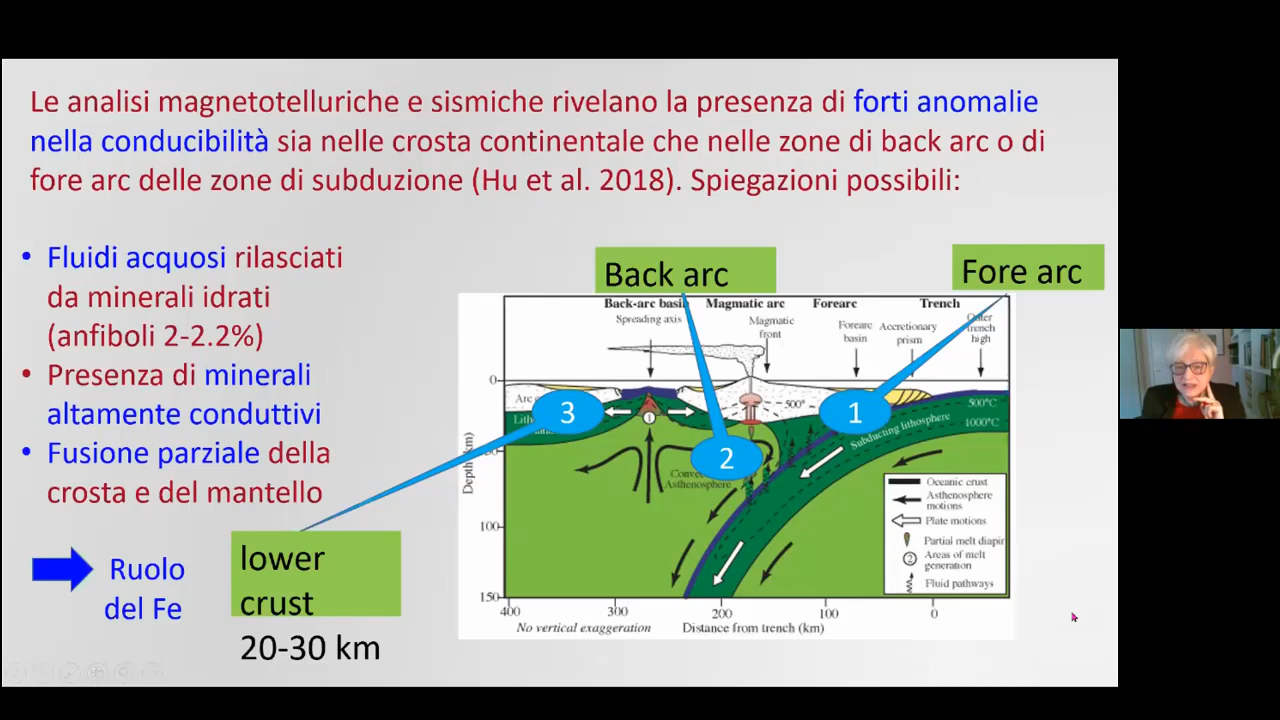 Le analisi magnetotelluriche e sismiche rivelano la presenza di forti anomalie
nella conducibilità sia nelle crosta continentale che nelle zone di back arc o di
fore arc delle zone di subduzione (Hu et al. 2018). Spiegazioni possibili:
• Fluidi acquosi rilasciati
da minerali idrati
(anfiboli 2-2.2%)
• Presenza di minerali
altamente conduttivi
• Fusione parziale della
crosta e del mantello
Ruolo
del Fe
lower
crust
20-30 km
Back arc
Fore arc
Back-arc basin
Magmatic arc
Forearc
Trench
Spreading axis
Magmatic
front
Forearc
basin
Accretionary
prism
Outer
trench
high
0
100
150
Depth (km)
Arc
3
1
2
1
500°
500°C
1000°C
Subducting lithosphere
Asthenosphere
Oceanic crust
Asthenosphere
motions
Plate motions
Partial melt diapir
2
Areas of melt
generation
Fluid pathways
400
300
200
100
0
No vertical exaggeration
Distance from trench (km)